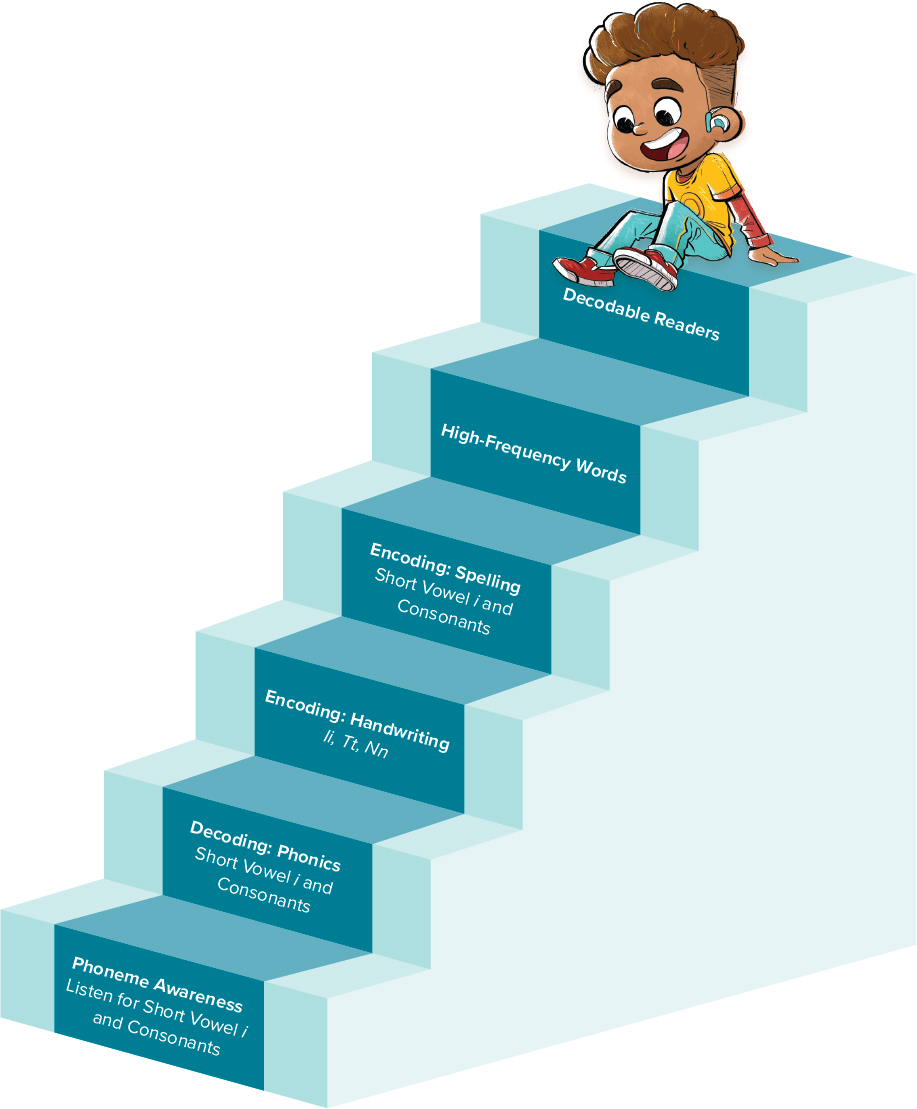 Decodable Readers
High-Frequency Words
Encoding: Spelling
Short Vowel i and
Consonants
Encoding: Handwriting
Ii, Tt, Nn
Decoding: Phonics
Short Vowel i and
Consonants
Phoneme Awareness
Listen for Short Vowel i
and Consonants